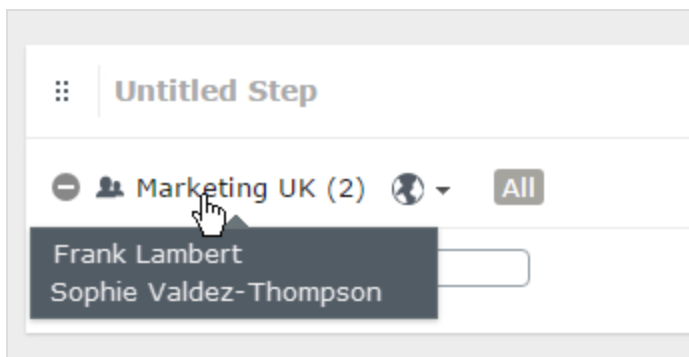 Untitled Step
Marketing UK (2) All
Frank Lambert
Sophie Valdez-Thompson